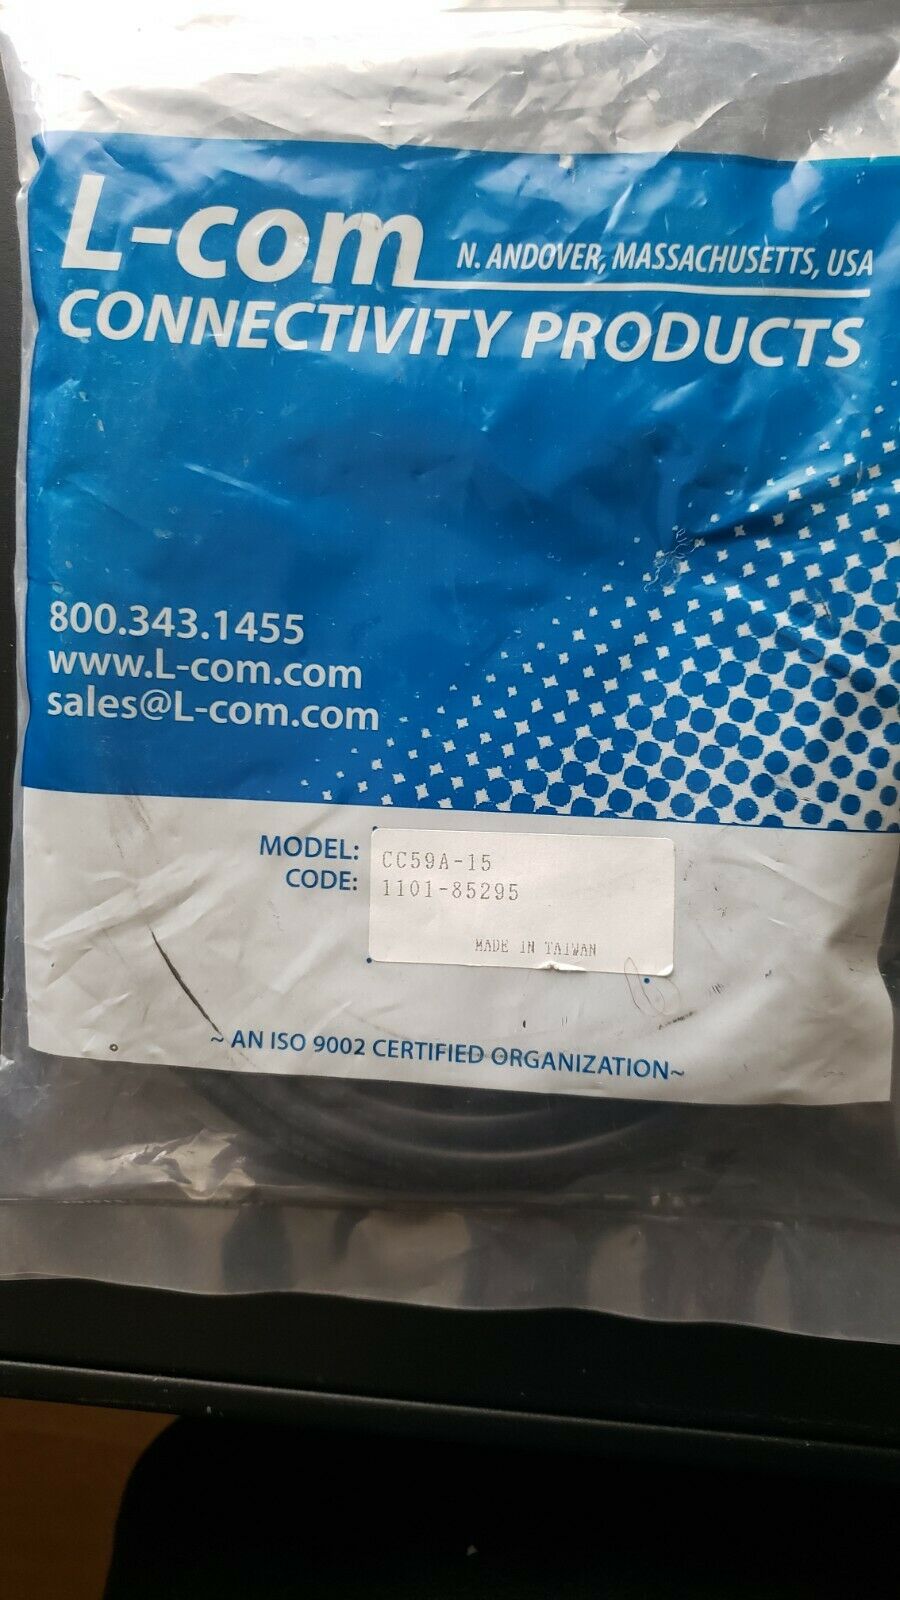 L-com N. ANDOVER, MASSACHUSETTS, USA
CONNECTIVITY PRODUCTS
800.343.1455
www.L-com.com
sales@L-com.com
MODEL: CC59A-15
CODE: 1101-85295
MADE IN TAIWAN
~ AN ISO 9002 CERTIFIED ORGANIZATION~